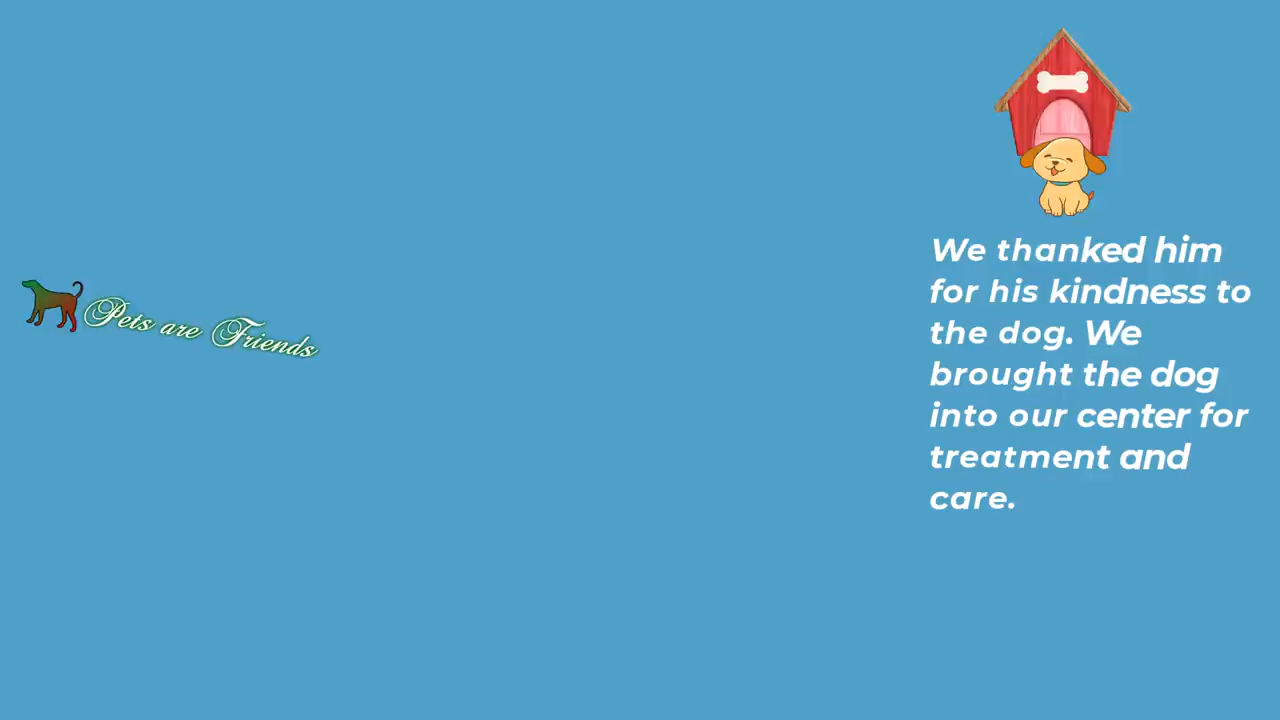 Pets are Friends
We thanked him
for his kindness to
the dog. We
brought the dog
into our center for
treatment and
care.